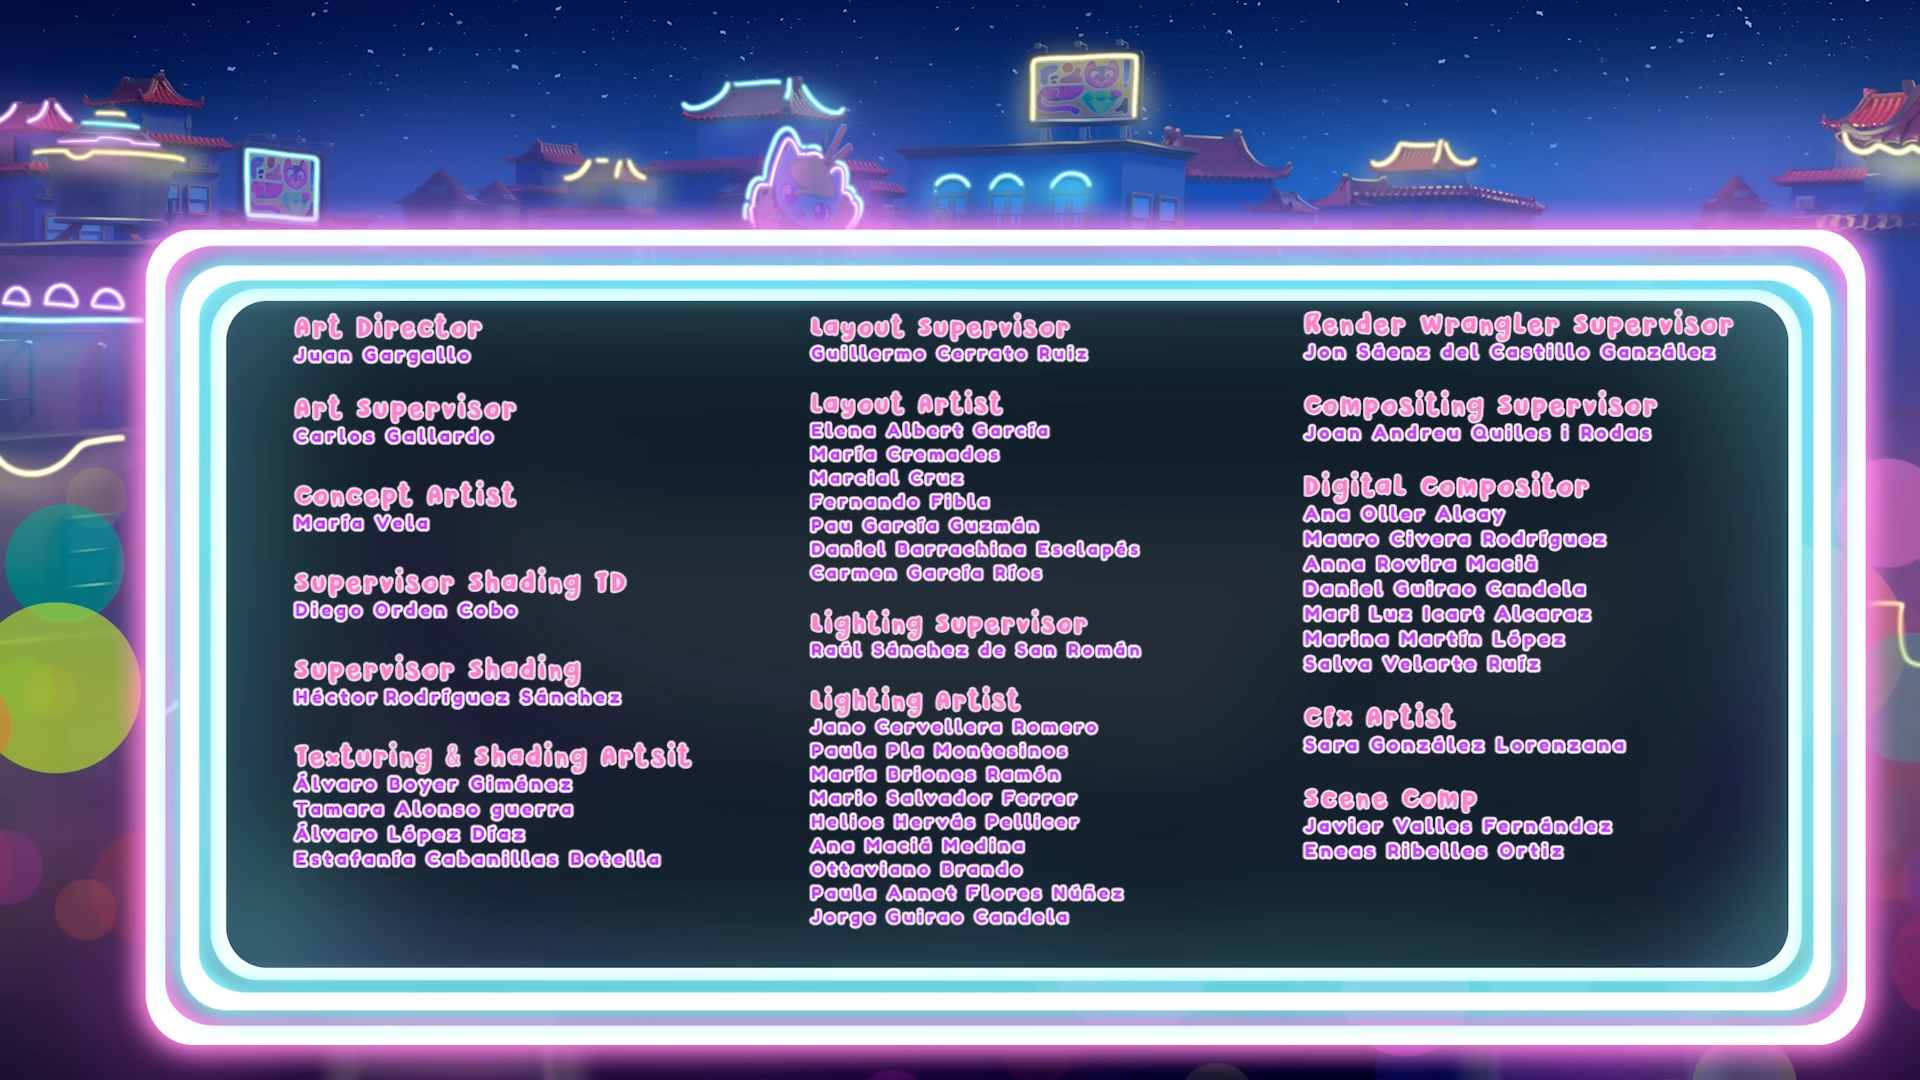 Art Director
Juan Gargallo
Art Supervisor
Carlos Gallardo
Concept Artist
María Vela
Supervisor Shading TD
Diego Orden Cobo
Supervisor Shading
Héctor Rodríguez Sánchez
Texturing & Shading Artsit
Álvaro Boyer Giménez
Tamara Alonso guerra
Álvaro López Díaz
Estafanía Cabanillas Botella
Layout Supervisor
Guillermo Cerrato Ruiz
Layout Artist
Elena Albert García
María Cremades
Marcial Cruz
Fernando Fibla
Pau García Guzmán
Daniel Barrachina Esclapés
Carmen García Ríos
Lighting Supervisor
Raúl Sánchez de San Román
Lighting Artist
Jano Cervellera Romero
Paula Pla Montesinos
María Briones Ramón
Mario Salvador Ferrer
Helios Hervás Pellicer
Ana Maciá Medina
Ottaviano Brando
Paula Annet Flores Núñez
Jorge Guirao Candela
Render Wrangler Supervisor
Jon Sáenz del Castillo Ganzález
Compositing Supervisor
Joan Andreu Quiles i Rodas
Digital Compositor
Ana Oller Alcay
Mauro Civera Rodríguez
Anna Rovira Macià
Daniel Guirao Candela
Mari Luz Icart Alcaraz
Marina Martín López
Salva Velarte Ruíz
Cfx Artist
Sara González Lorenzana
Scene Comp
Javier Valles Fernández
Eneas Ribelles Ortiz